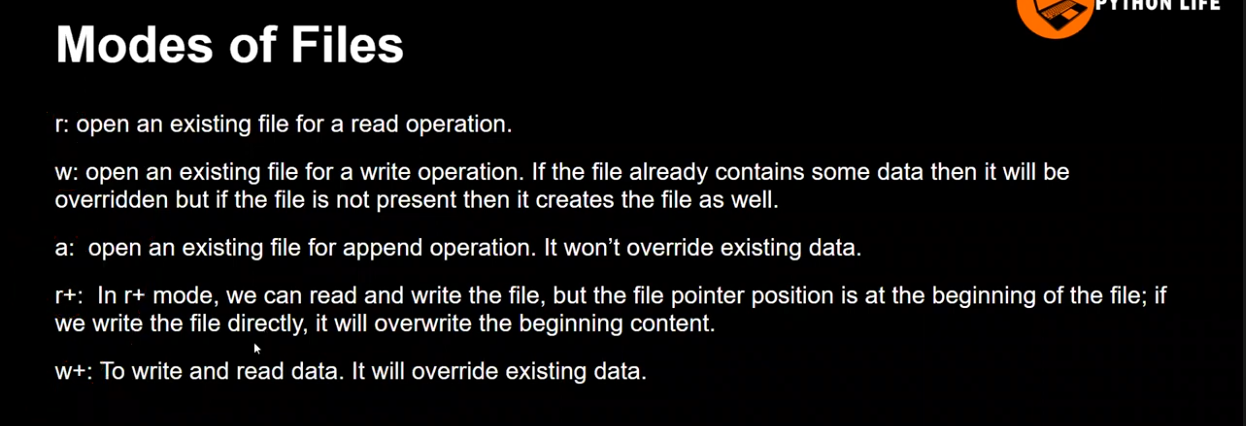 PYTHON LIFE
Modes of Files
r: open an existing file for a read operation.
w: open an existing file for a write operation. If the file already contains some data then it will be
overridden but if the file is not present then it creates the file as well.
a:  open an existing file for append operation. It won’t override existing data.
r+:  In r+ mode, we can read and write the file, but the file pointer position is at the beginning of the file; if
we write the file directly, it will overwrite the beginning content.
w+: To write and read data. It will override existing data.